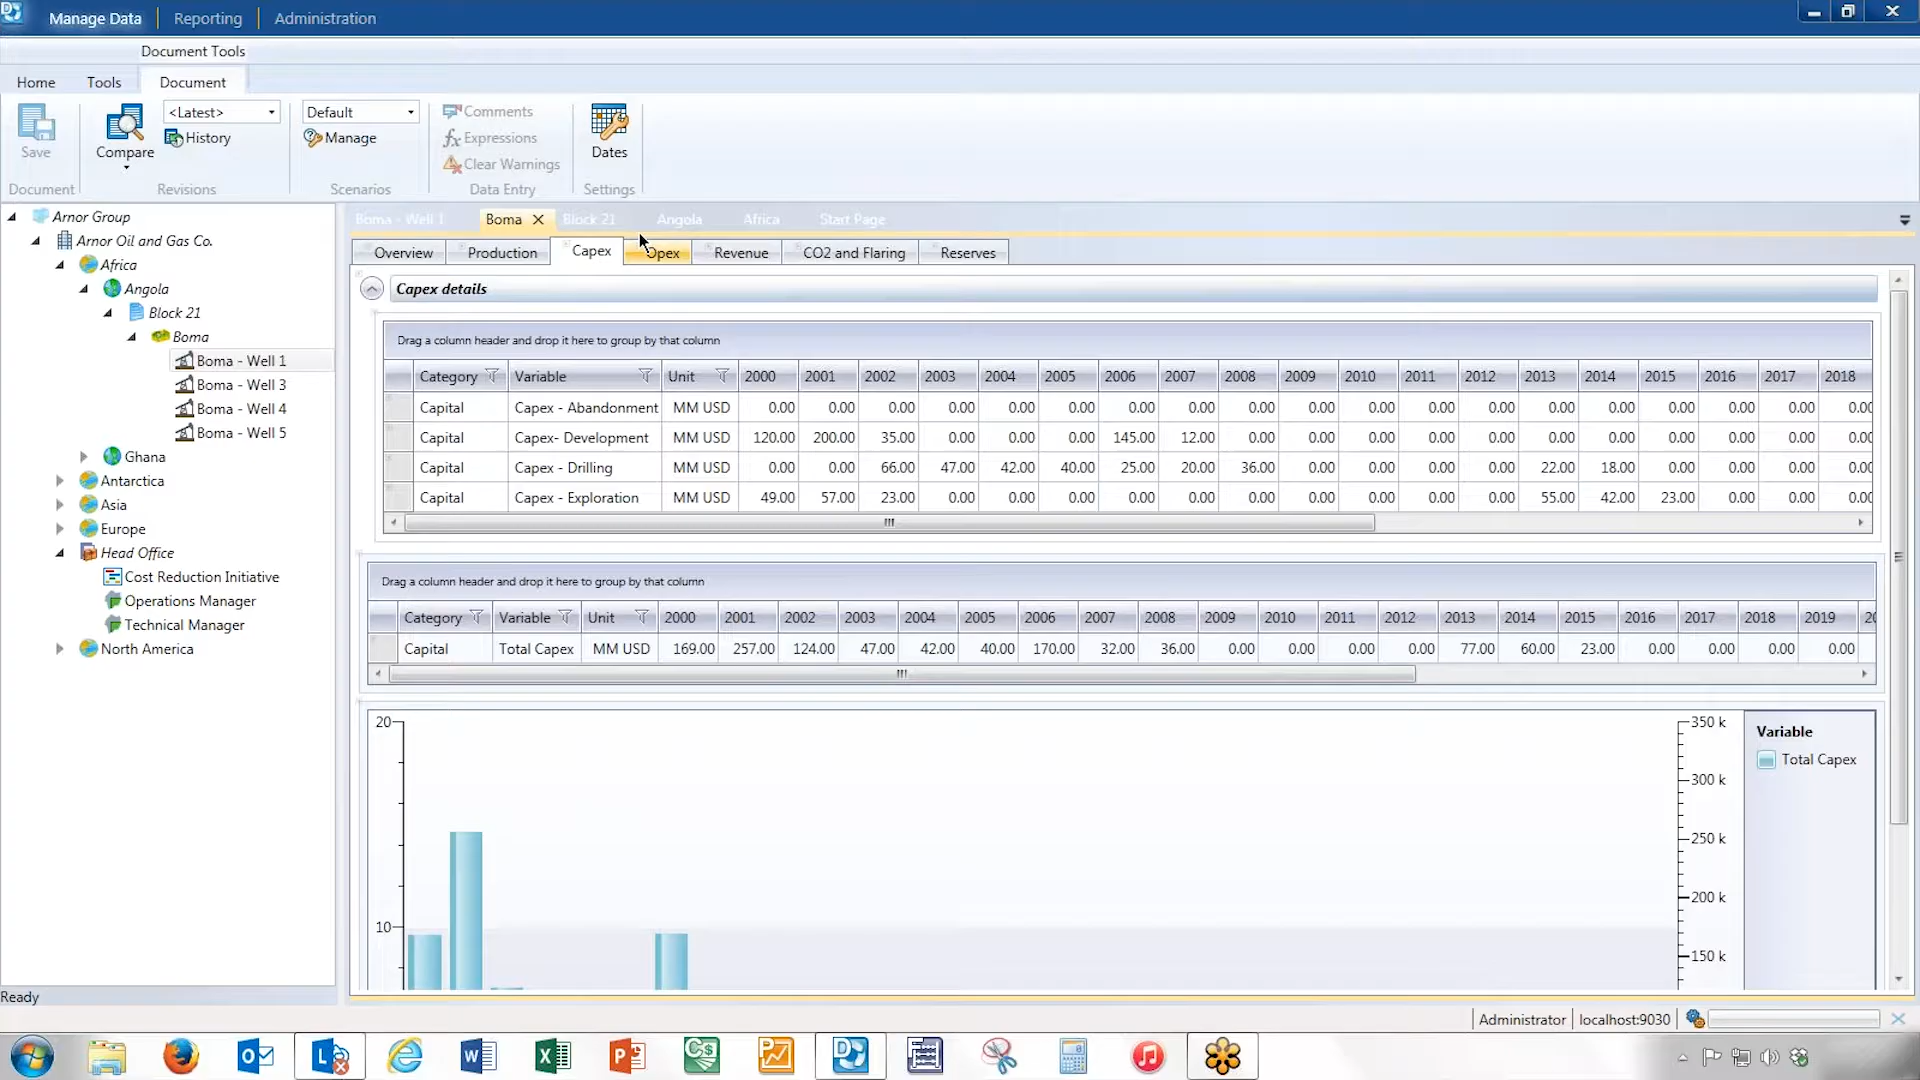 Manage Data | Reporting | Administration
Document Tools
Home Tools Document
Save
Compare
<Latest>
History
Default
Manage
Comments
Expressions
Clear Warnings
Dates
Document Revisions Scenarios Data Entry Settings
Arnor Group
Arnor Oil and Gas Co.
Africa
Angola
Block 21
Boma
Boma - Well 1
Boma - Well 3
Boma - Well 4
Boma - Well 5
Ghana
Antarctica
Asia
Europe
Head Office
Cost Reduction Initiative
Operations Manager
Technical Manager
North America
Boma - Well 1 Boma Block 21 Angola Africa Start Page
Overview Production Capex Opex Revenue CO2 and Flaring Reserves
Capex details
Drag a column header and drop it here to group by that column
Category Variable Unit 2000 2001 2002 2003 2004 2005 2006 2007 2008 2009 2010 2011 2012 2013 2014 2015 2016 2017 2018
Capital Capex - Abandonment MM USD 0.00 0.00 0.00 0.00 0.00 0.00 0.00 0.00 0.00 0.00 0.00 0.00 0.00 0.00 0.00 0.00 0.00 0.00 0.00
Capital Capex- Development MM USD 120.00 200.00 35.00 0.00 0.00 0.00 145.00 12.00 0.00 0.00 0.00 0.00 0.00 0.00 0.00 0.00 0.00 0.00 0.00
Capital Capex - Drilling MM USD 0.00 0.00 66.00 47.00 42.00 40.00 25.00 20.00 36.00 0.00 0.00 0.00 0.00 22.00 18.00 0.00 0.00 0.00 0.00
Capital Capex - Exploration MM USD 49.00 57.00 23.00 0.00 0.00 0.00 0.00 0.00 0.00 0.00 0.00 0.00 0.00 55.00 42.00 23.00 0.00 0.00 0.00
Drag a column header and drop it here to group by that column
Category Variable Unit 2000 2001 2002 2003 2004 2005 2006 2007 2008 2009 2010 2011 2012 2013 2014 2015 2016 2017 2018 2019 20
Capital Total Capex MM USD 169.00 257.00 124.00 47.00 42.00 40.00 170.00 32.00 36.00 0.00 0.00 0.00 0.00 77.00 60.00 23.00 0.00 0.00 0.00 0.00
20
10
350 k
300 k
250 k
200 k
150 k
Variable
Total Capex
Ready
Administrator | localhost:9030